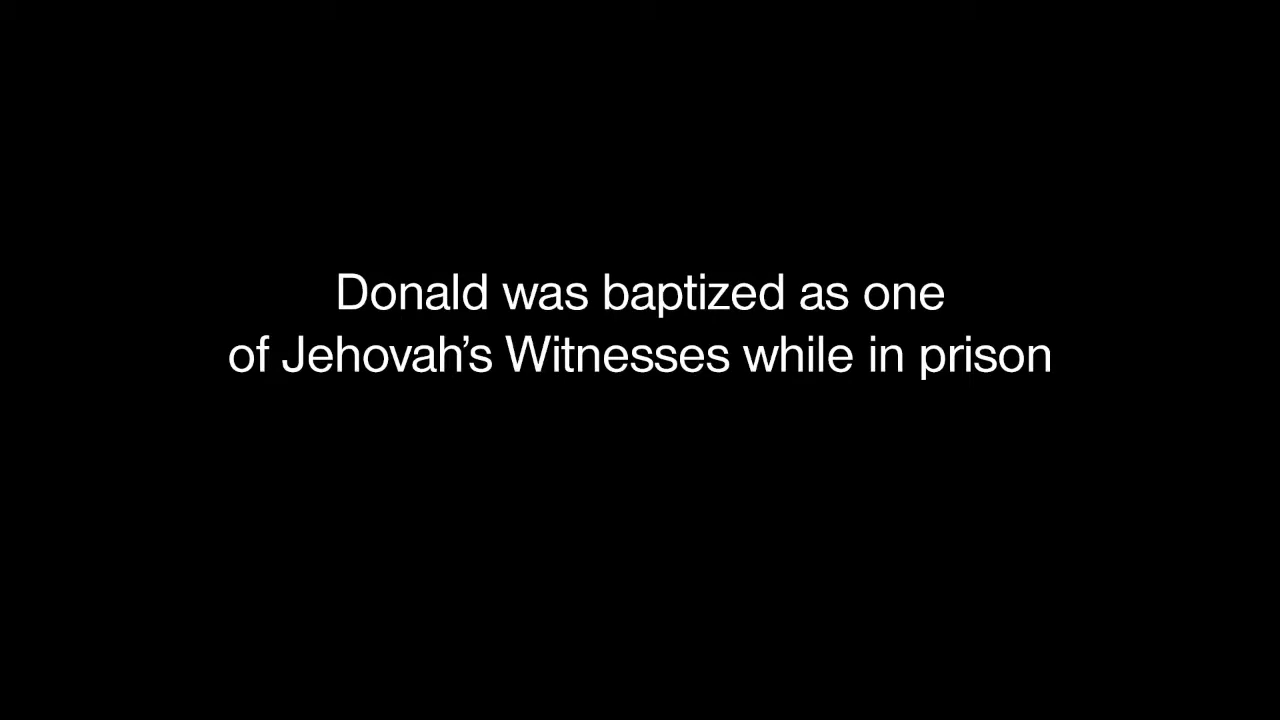 Donald was baptized as one
of Jehovah’s Witnesses while in prison